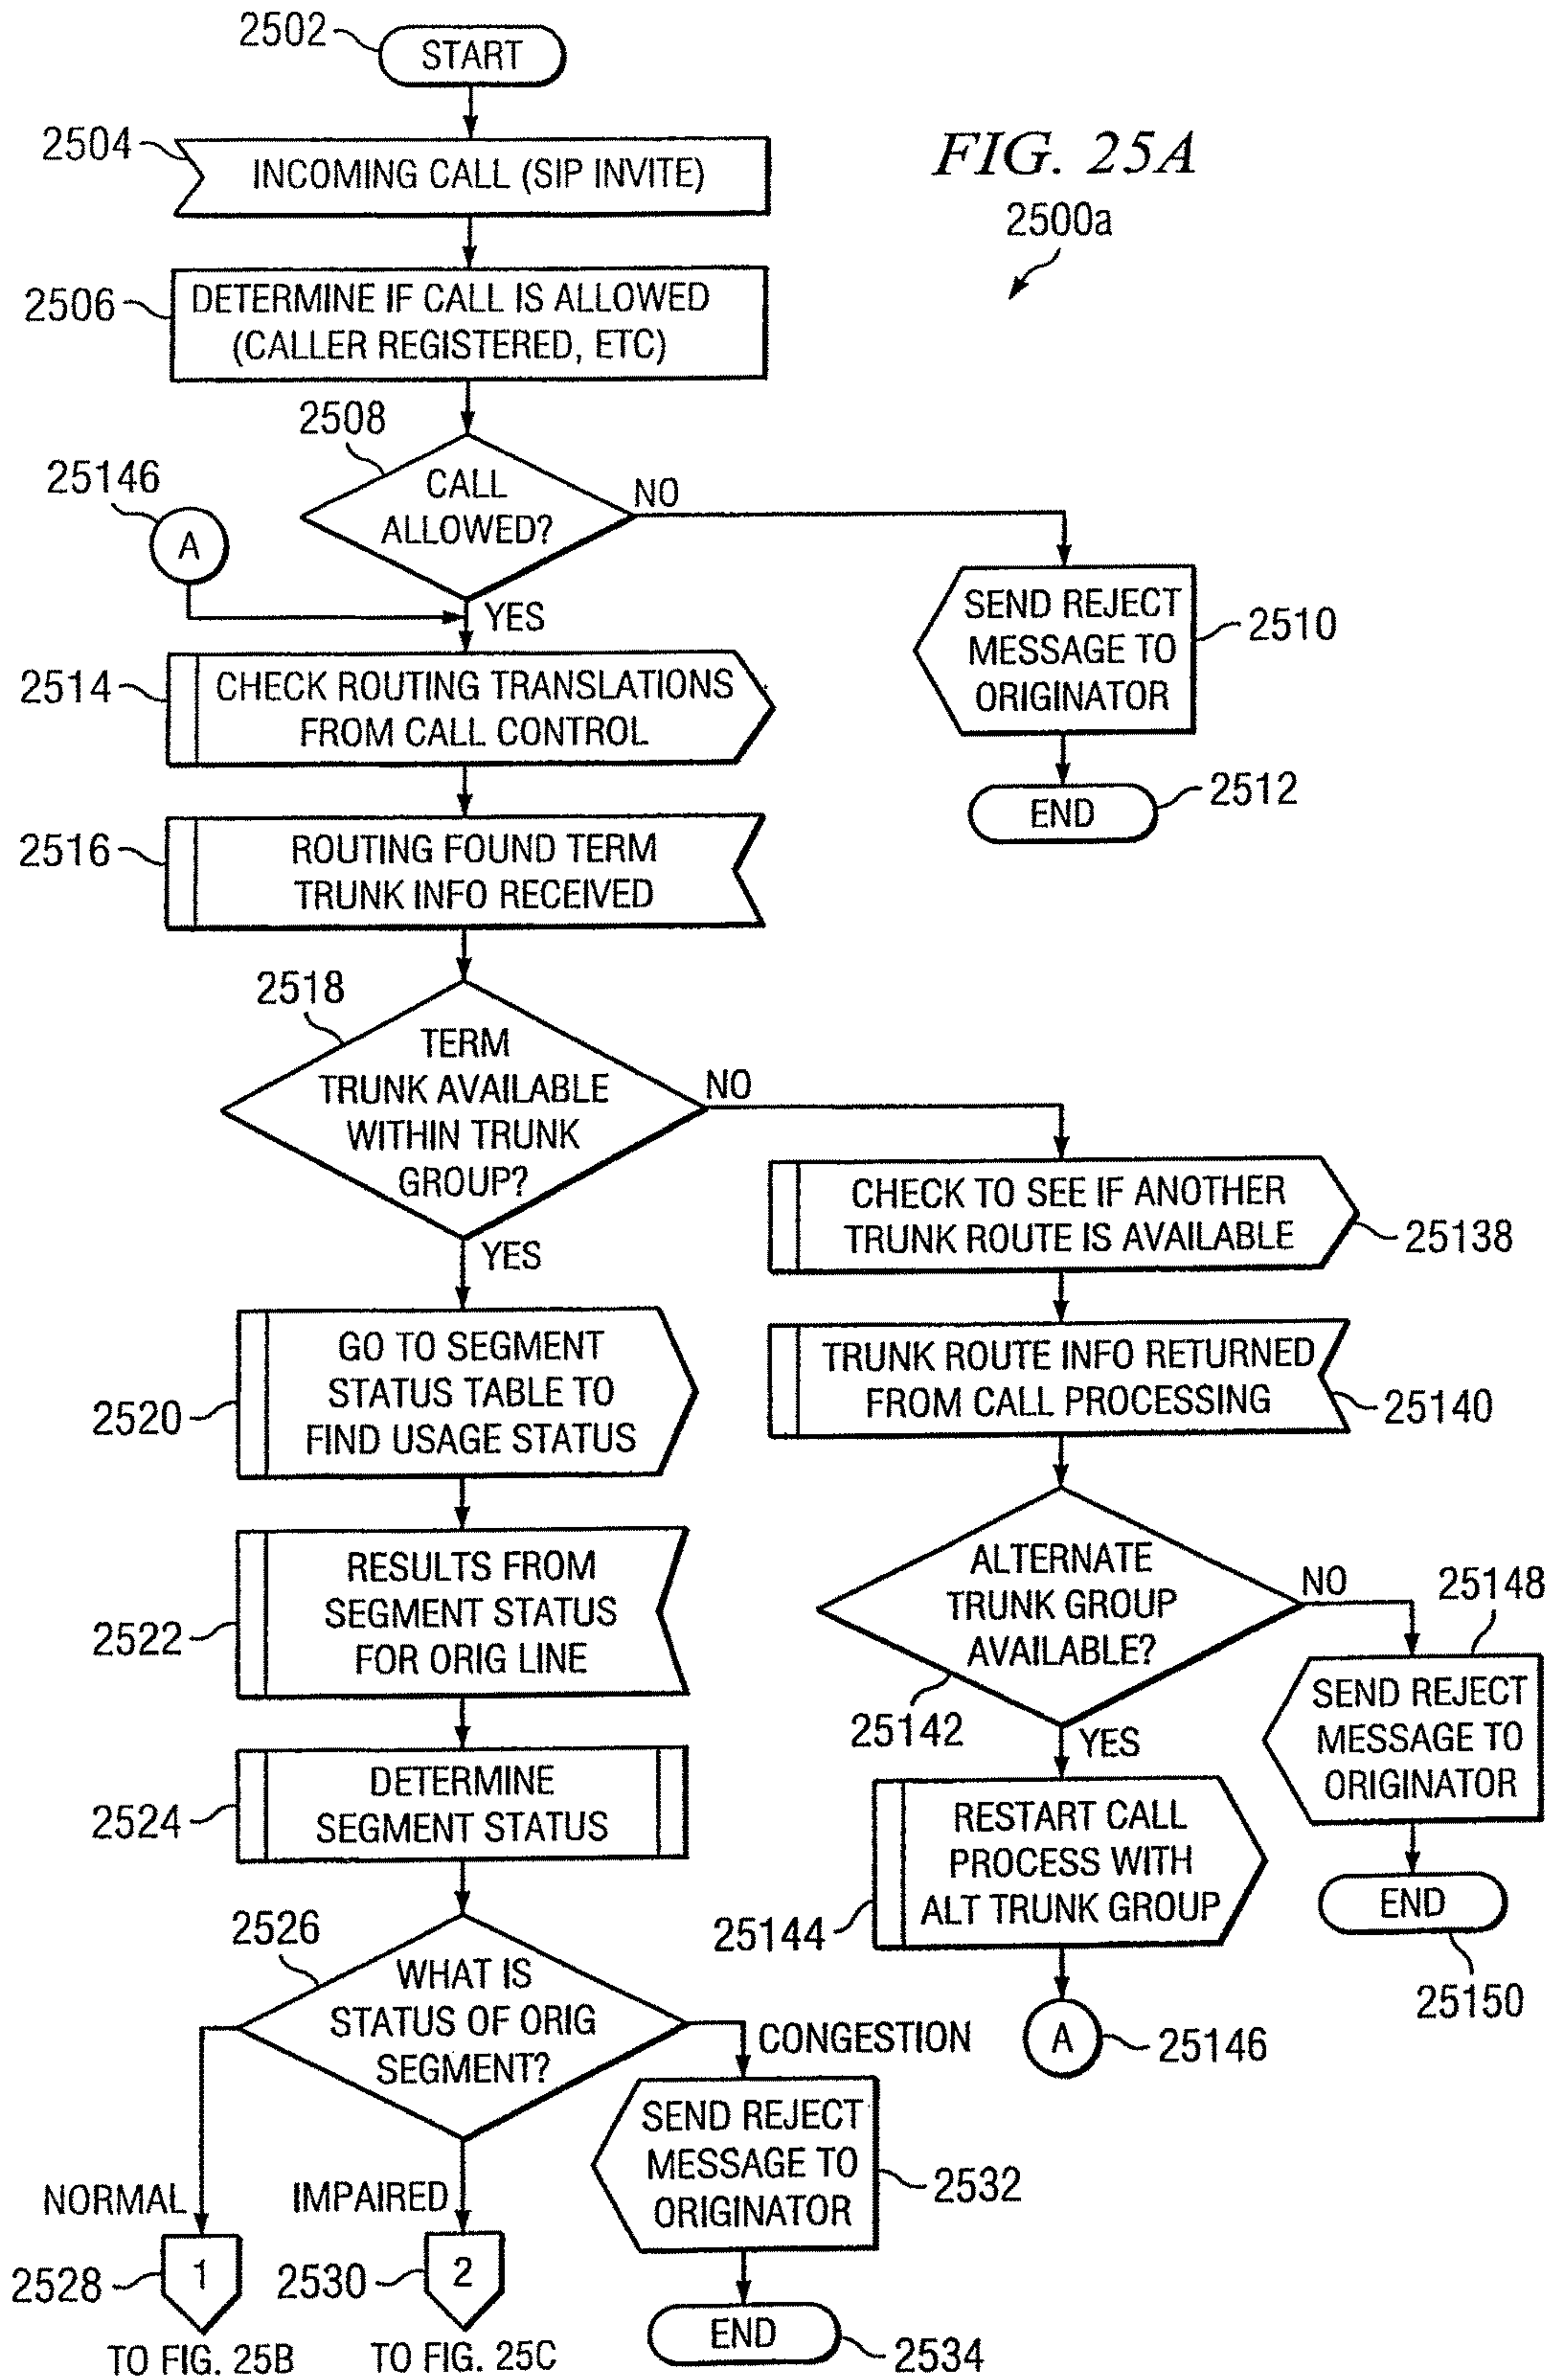 2502
START
2504
INCOMING CALL (SIP INVITE)
FIG. 25A
2500a
2506
DETERMINE IF CALL IS ALLOWED
(CALLER REGISTERED, ETC)
2508
CALL
ALLOWED?
NO
25146
A
YES
SEND REJECT
MESSAGE TO
ORIGINATOR
2510
END
2512
2514
CHECK ROUTING TRANSLATIONS
FROM CALL CONTROL
2516
ROUTING FOUND TERM
TRUNK INFO RECEIVED
2518
TERM
TRUNK AVAILABLE
WITHIN TRUNK
GROUP?
NO
YES
CHECK TO SEE IF ANOTHER
TRUNK ROUTE IS AVAILABLE
25138
2520
GO TO SEGMENT
STATUS TABLE TO
FIND USAGE STATUS
TRUNK ROUTE INFO RETURNED
FROM CALL PROCESSING
25140
2522
RESULTS FROM
SEGMENT STATUS
FOR ORIG LINE
ALTERNATE
TRUNK GROUP
AVAILABLE?
25142
NO
25148
YES
SEND REJECT
MESSAGE TO
ORIGINATOR
END
25150
2524
DETERMINE
SEGMENT STATUS
RESTART CALL
PROCESS WITH
ALT TRUNK GROUP
25144
A
25146
2526
WHAT IS
STATUS OF ORIG
SEGMENT?
CONGESTION
SEND REJECT
MESSAGE TO
ORIGINATOR
2532
END
2534
NORMAL
IMPAIRED
2528
1
2530
2
TO FIG. 25B
TO FIG. 25C